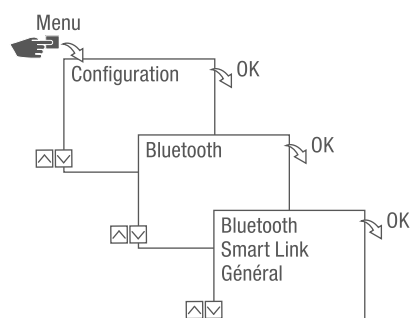 Menu
Configuration
OK
Bluetooth
OK
Bluetooth
Smart Link
Général
OK